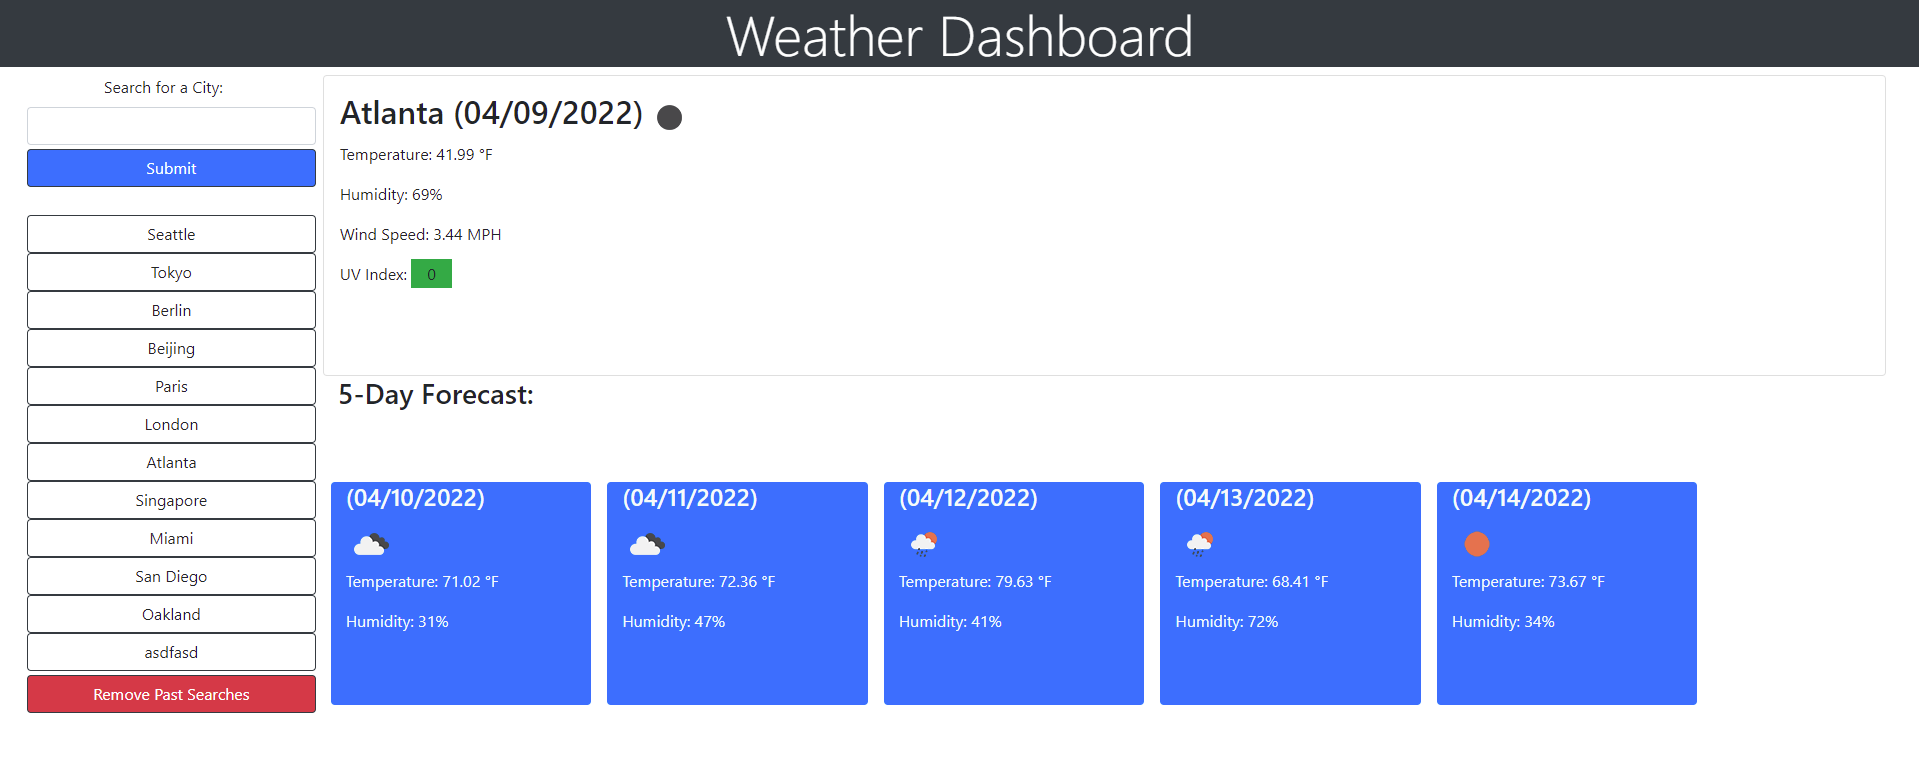 Weather Dashboard
Search for a City:
Submit
Seattle
Tokyo
Berlin
Beijing
Paris
London
Atlanta
Singapore
Miami
San Diego
Oakland
asdfasd
Remove Past Searches
Atlanta (04/09/2022)
Temperature: 41.99 °F
Humidity: 69%
Wind Speed: 3.44 MPH
UV Index: 0
5-Day Forecast:
(04/10/2022)
Temperature: 71.02 °F
Humidity: 31%
(04/11/2022)
Temperature: 72.36 °F
Humidity: 47%
(04/12/2022)
Temperature: 79.63 °F
Humidity: 41%
(04/13/2022)
Temperature: 68.41 °F
Humidity: 72%
(04/14/2022)
Temperature: 73.67 °F
Humidity: 34%